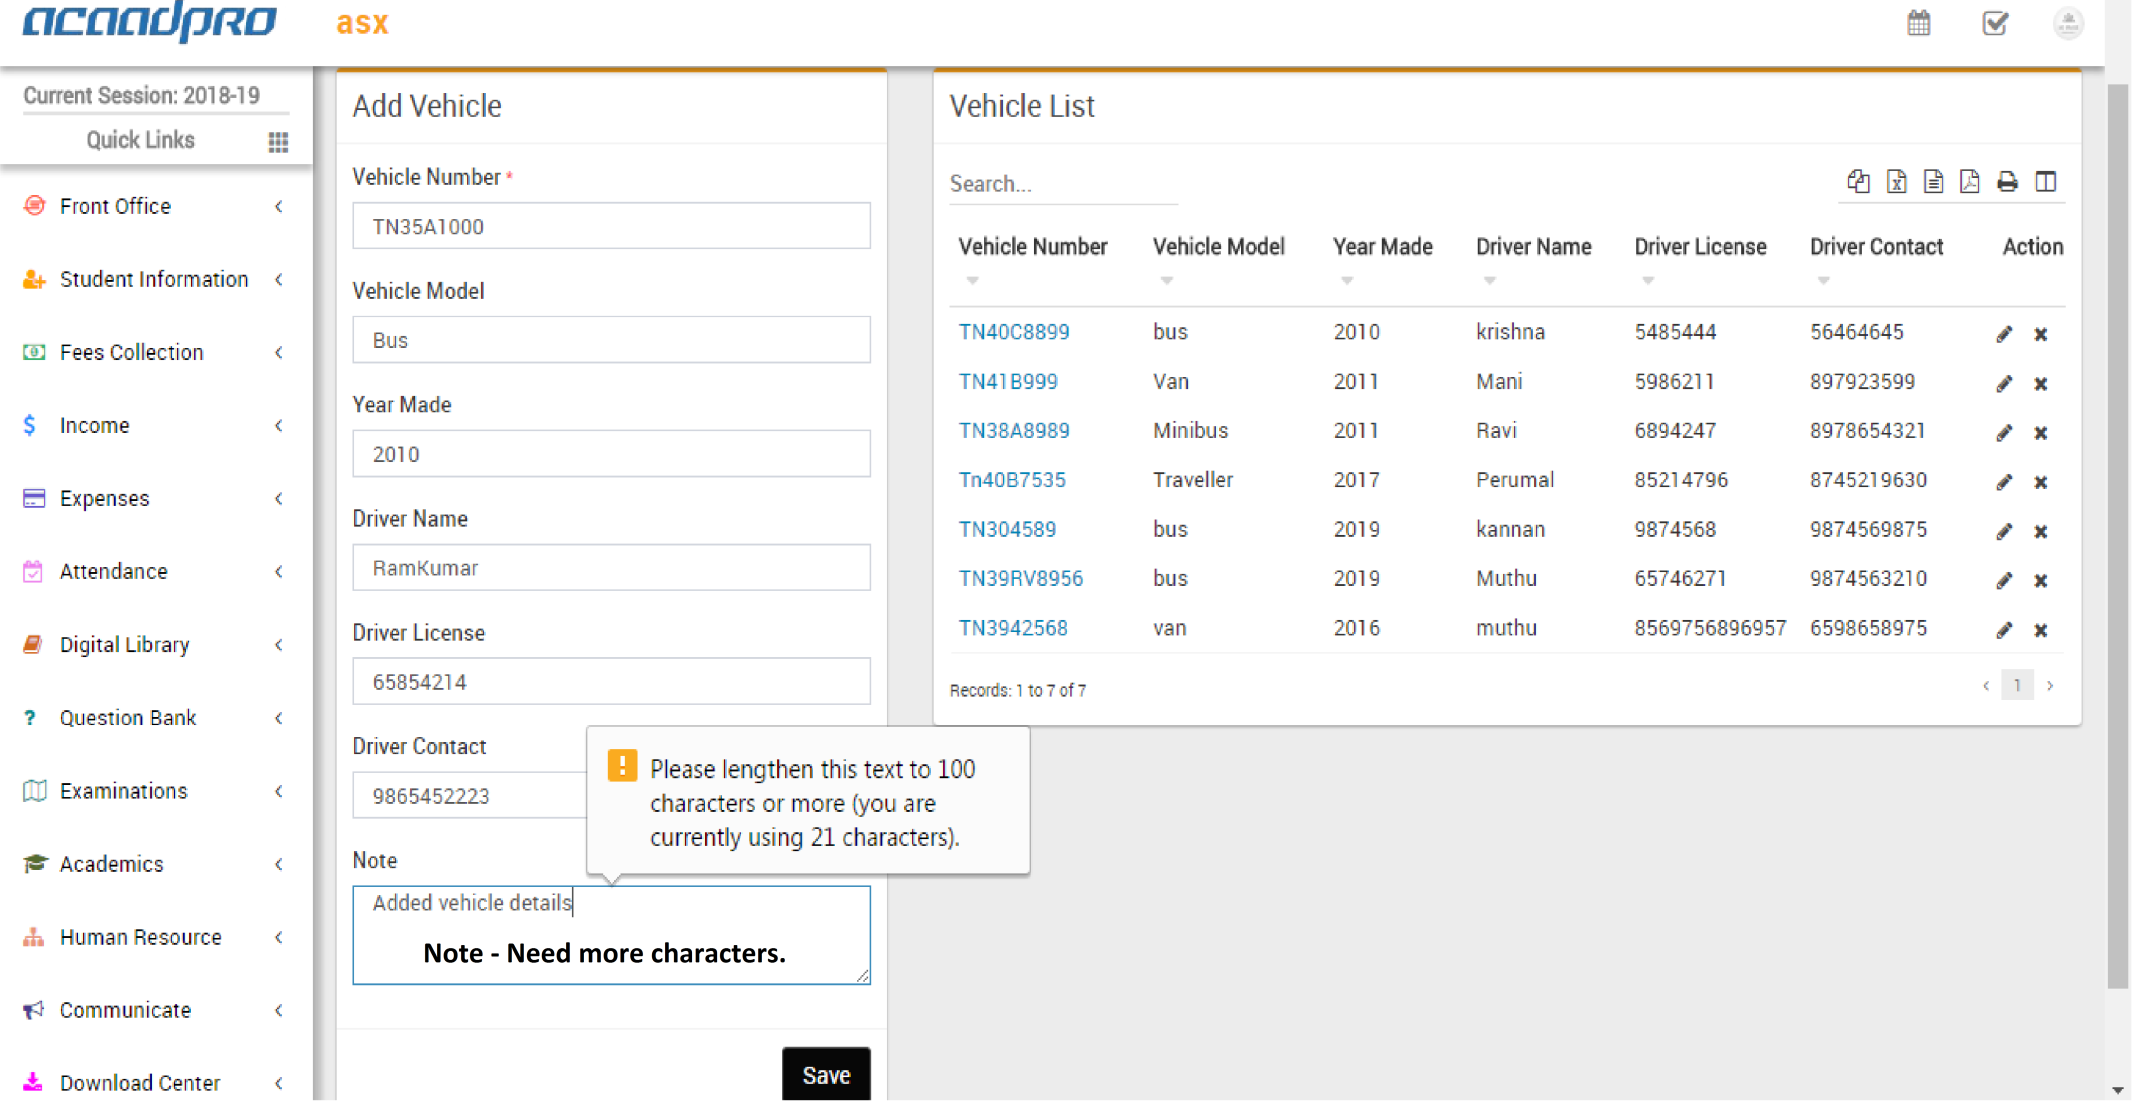 acaadpro
asx
Current Session: 2018-19
Quick Links
Front Office
Student Information
Fees Collection
Income
Expenses
Attendance
Digital Library
Question Bank
Examinations
Academics
Human Resource
Communicate
Download Center
Add Vehicle
Vehicle Number *
TN35A1000
Vehicle Model
Bus
Year Made
2010
Driver Name
RamKumar
Driver License
65854214
Driver Contact
9865452223
Please lengthen this text to 100
characters or more (you are
currently using 21 characters).
Note
Added vehicle details
Note - Need more characters.
Save
Vehicle List
Search...
Vehicle Number Vehicle Model Year Made Driver Name Driver License Driver Contact Action
TN40C8899 bus 2010 krishna 5485444 56464645
TN41B999 Van 2011 Mani 5986211 897923599
TN38A8989 Minibus 2011 Ravi 6894247 8978654321
Tn40B7535 Traveller 2017 Perumal 85214796 8745219630
TN304589 bus 2019 kannan 9874568 9874569875
TN39RV8956 bus 2019 Muthu 65746271 9874563210
TN3942568 van 2016 muthu 8569756896957 6598658975
Records: 1 to 7 of 7
1